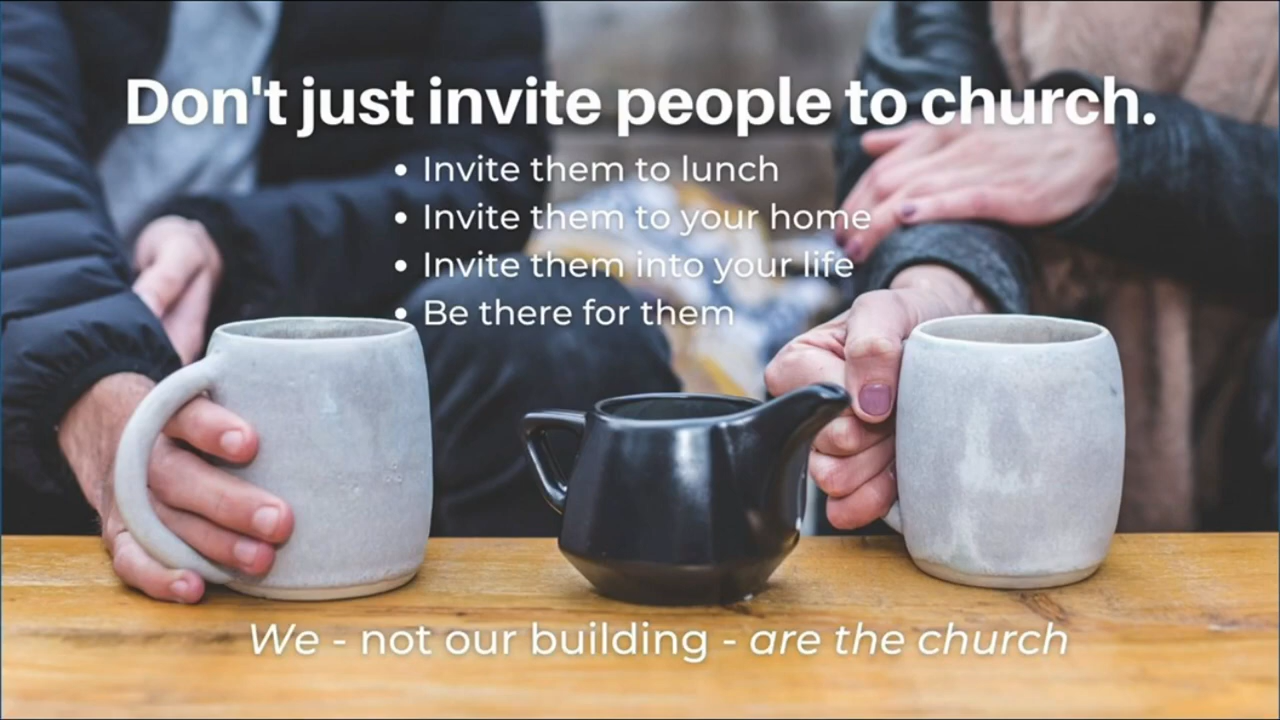 Don't just invite people to church.
• Invite them to lunch
• Invite them to your home
• Invite them into your life
• Be there for them
We - not our building - are the church